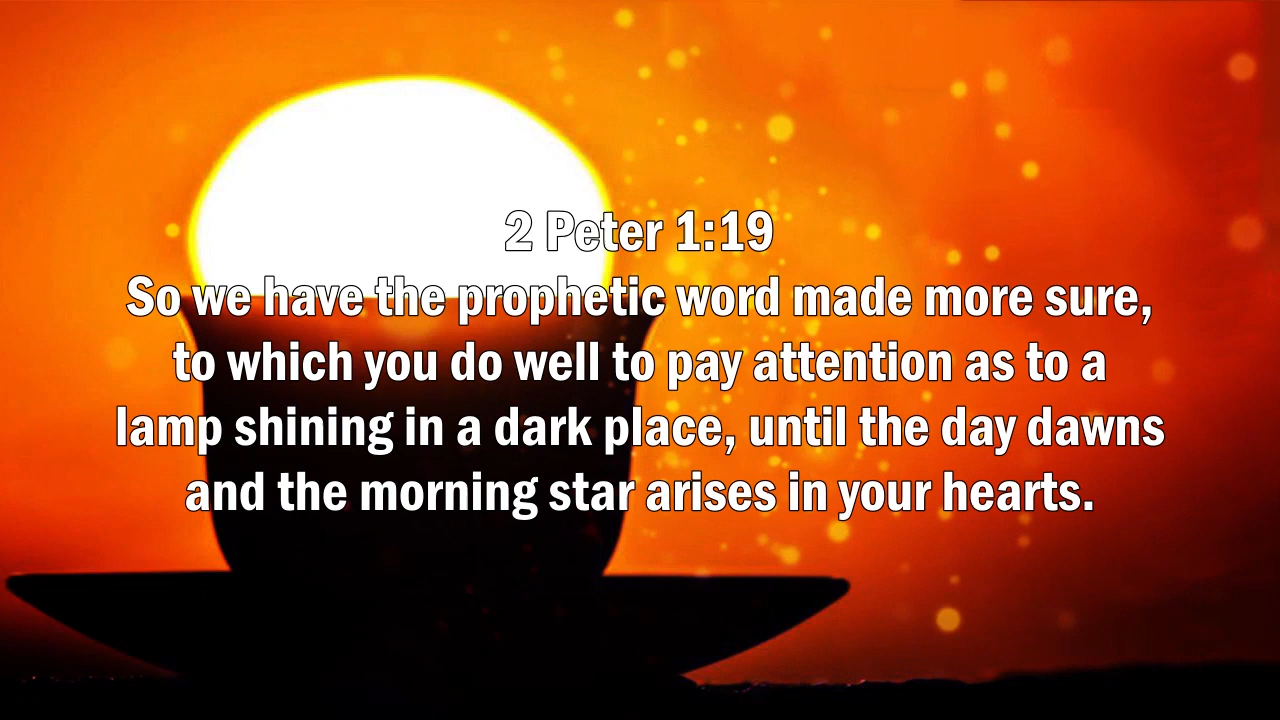 2 Peter 1:19
So we have the prophetic word made more sure,
to which you do well to pay attention as to a
lamp shining in a dark place, until the day dawns
and the morning star arises in your hearts.